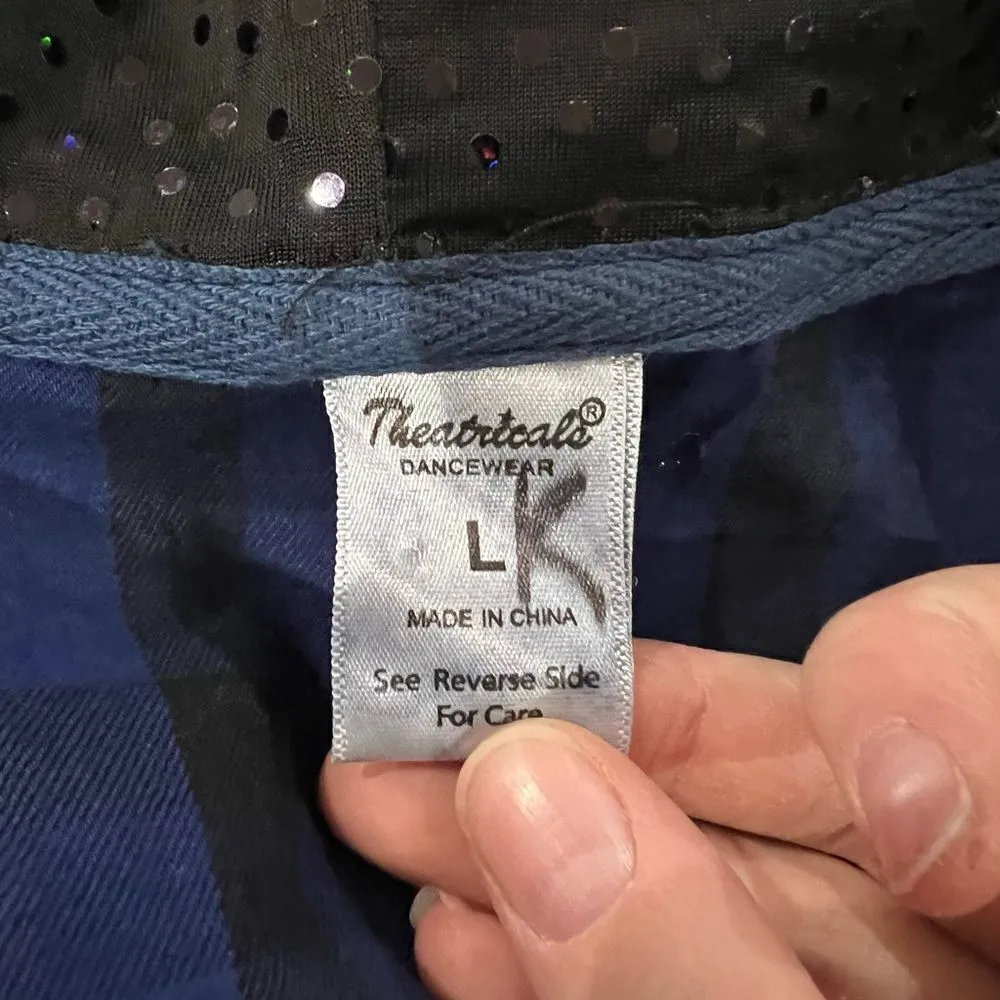 Theatricals®
DANCEWEAR
L K
MADE IN CHINA
See Reverse Side
For Care